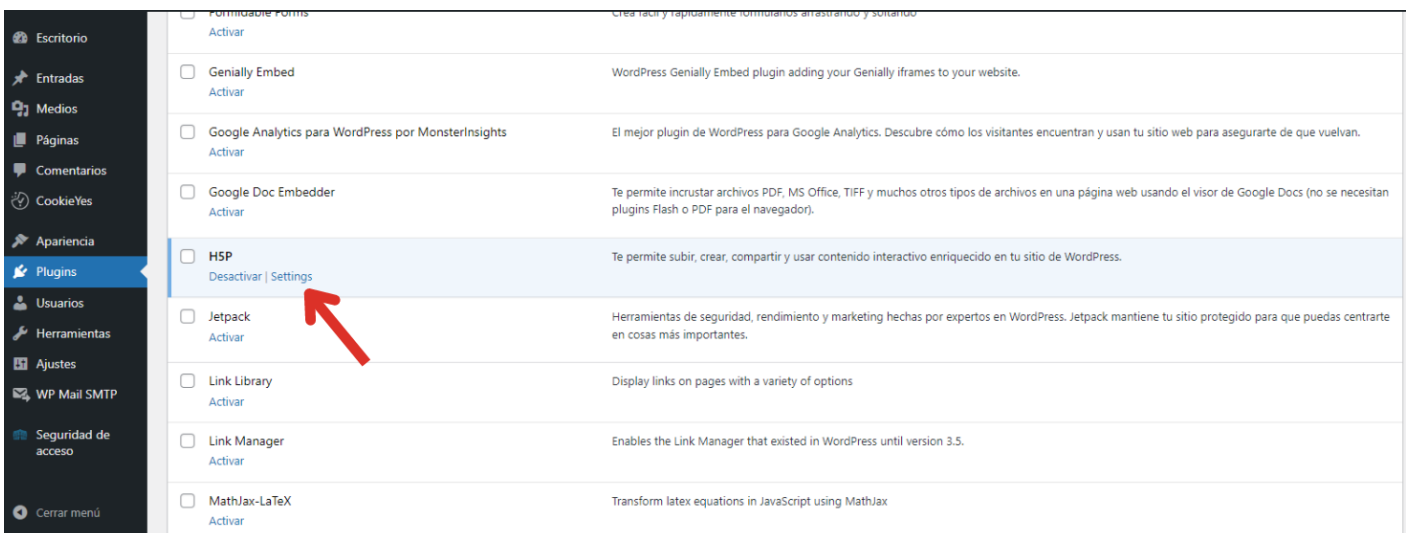 Formidable Forms
Crea fácil y rápidamente formularios arrastrando y soltando
Activar
Escritorio
Entradas
Medios
Páginas
Comentarios
CookieYes
Apariencia
Plugins
Usuarios
Herramientas
Ajustes
WP Mail SMTP
Seguridad de
acceso
Cerrar menú
Genially Embed
WordPress Genially Embed plugin adding your Genially iframes to your website.
Activar
Google Analytics para WordPress por MonsterInsights
El mejor plugin de WordPress para Google Analytics. Descubre cómo los visitantes encuentran y usan tu sitio web para asegurarte de que vuelvan.
Activar
Google Doc Embedder
Te permite incrustar archivos PDF, MS Office, TIFF y muchos otros tipos de archivos en una página web usando el visor de Google Docs (no se necesitan
plugins Flash o PDF para el navegador).
Activar
H5P
Te permite subir, crear, compartir y usar contenido interactivo enriquecido en tu sitio de WordPress.
Desactivar | Settings
Jetpack
Herramientas de seguridad, rendimiento y marketing hechas por expertos en WordPress. Jetpack mantiene tu sitio protegido para que puedas centrarte
en cosas más importantes.
Activar
Link Library
Display links on pages with a variety of options
Activar
Link Manager
Enables the Link Manager that existed in WordPress until version 3.5.
Activar
MathJax-LaTeX
Transform latex equations in JavaScript using MathJax
Activar